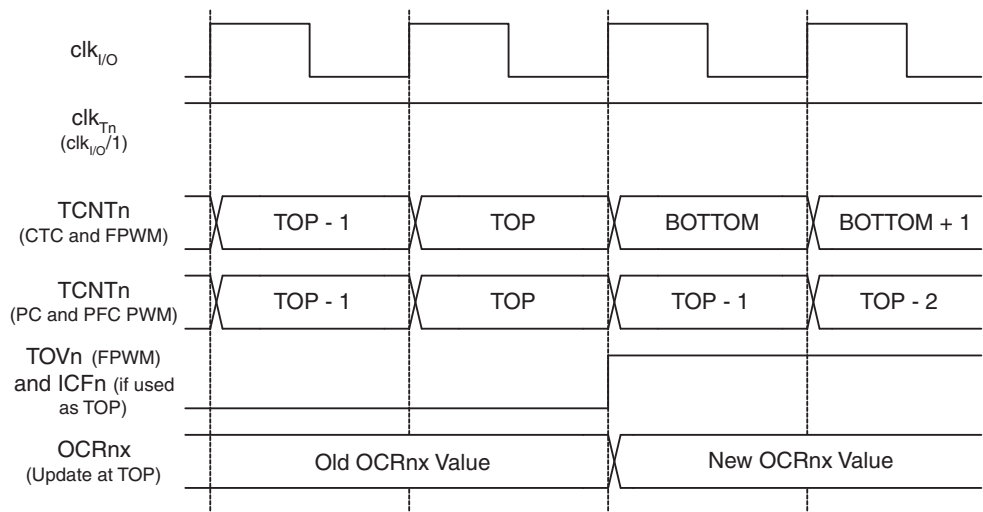 clkI/O
clkTn
(clkI/O/1)
TCNTn
(CTC and FPWM)
TOP - 1
TOP
BOTTOM
BOTTOM + 1
TCNTn
(PC and PFC PWM)
TOP - 1
TOP
TOP - 1
TOP - 2
TOVn (FPWM)
and ICFn (if used
as TOP)
OCRnx
(Update at TOP)
Old OCRnx Value
New OCRnx Value